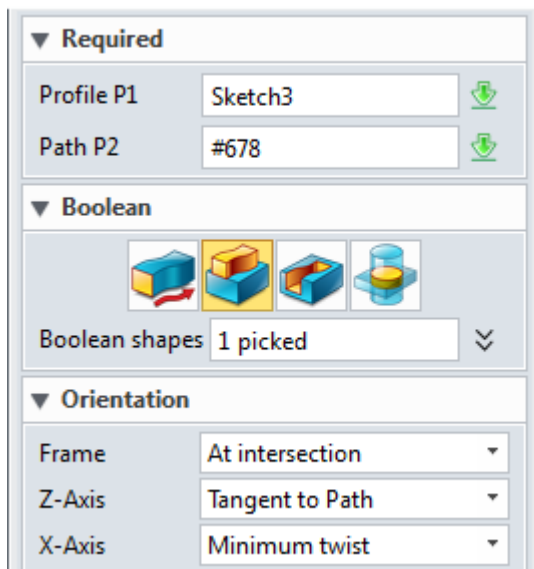 Required
Profile P1 Sketch3
Path P2 #678
Boolean
Boolean shapes 1 picked
Orientation
Frame At intersection
Z-Axis Tangent to Path
X-Axis Minimum twist